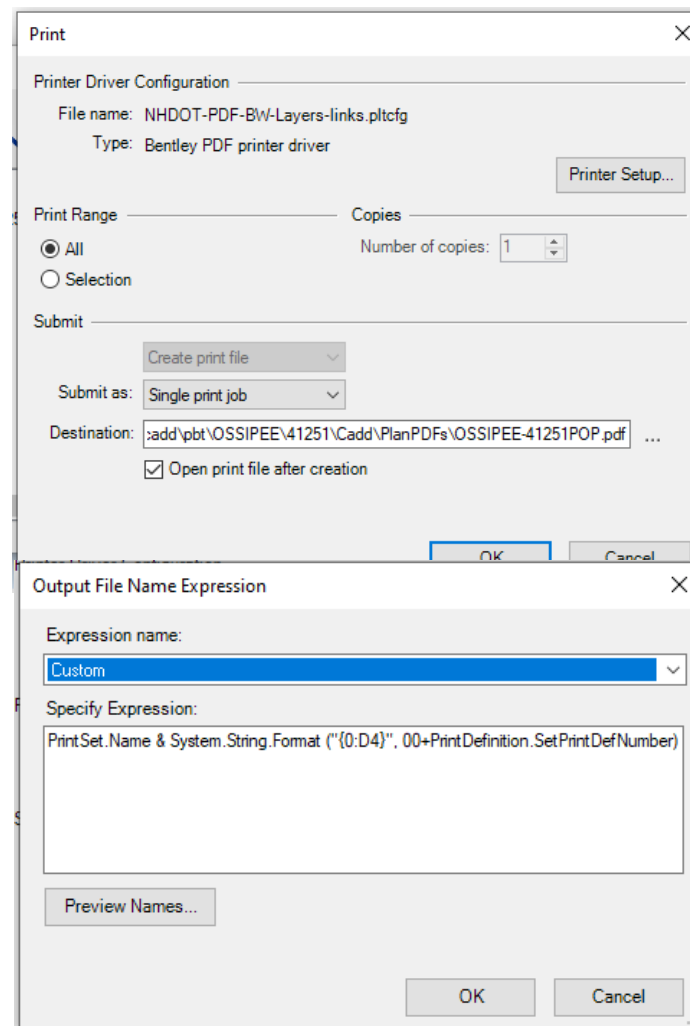 Print
Printer Driver Configuration
File name: NHDOT-PDF-BW-Layers-links.pltcfg
Type: Bentley PDF printer driver
Printer Setup...
Print Range
Copies
All
Number of copies: 1
Selection
Submit
Create print file
Submit as: Single print job
Destination: :add\pbt\OSSIPEE\41251\Cadd\PlanPDFs\OSSIPEE-41251POP.pdf ...
Open print file after creation
OK Cancel
Output File Name Expression
Expression name:
Custom
Specify Expression:
PrintSet.Name & System.String.Format ("{0:D4}", 00+PrintDefinition.SetPrintDefNumber)
Preview Names...
OK Cancel